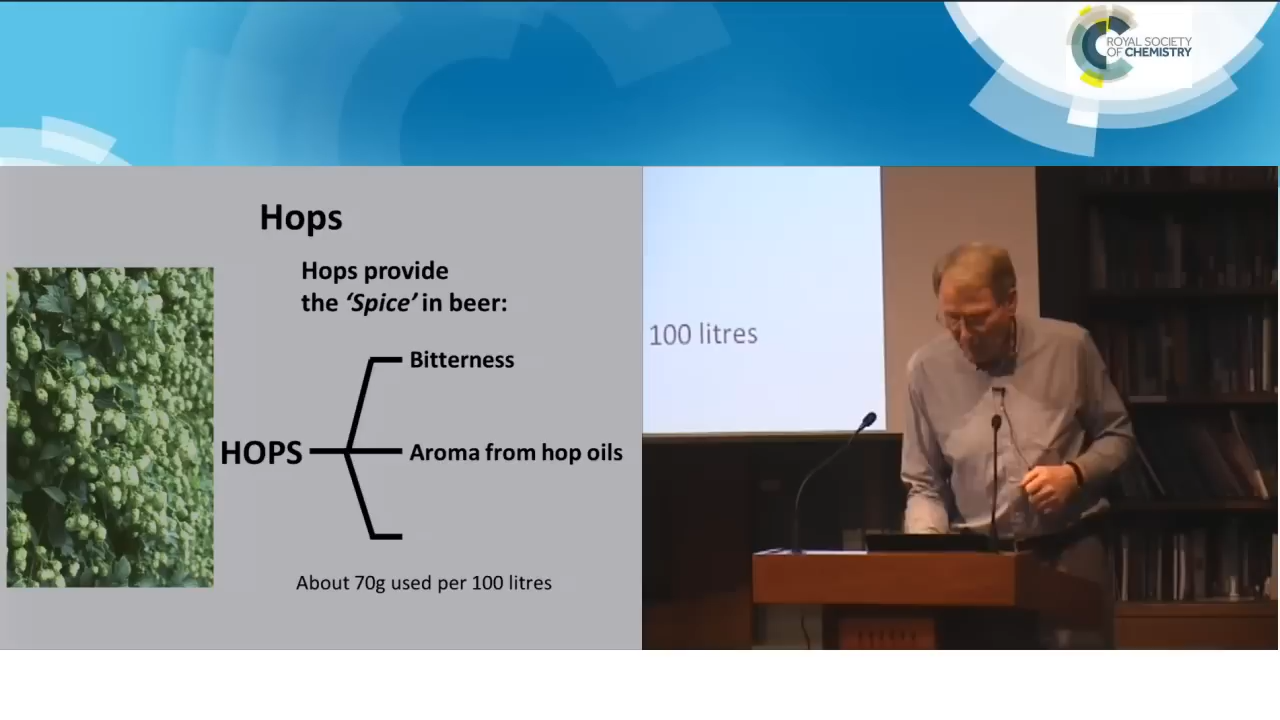 ROYAL SOCIETY
OF CHEMISTRY
Hops
Hops provide
the ‘Spice’ in beer:
Bitterness
HOPS
Aroma from hop oils
About 70g used per 100 litres
100 litres